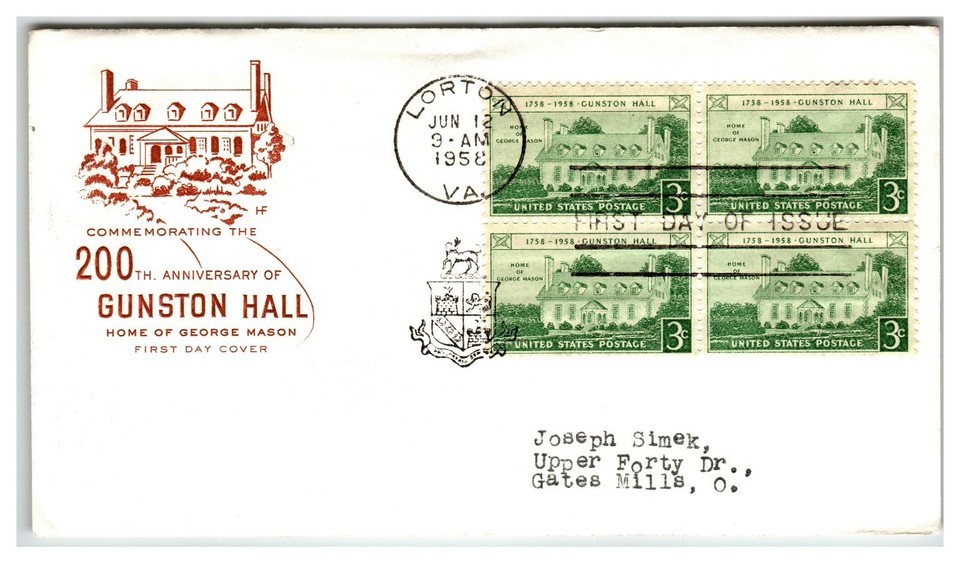 HF
COMMEMORATING THE
200TH. ANNIVERSARY OF
GUNSTON HALL
HOME OF GEORGE MASON
FIRST DAY COVER
LORTON
JUN 12
9-AM
1958
VA.
1758-1958·GUNSTON HALL
HOME
OF
GEORGE MASON
3c
UNITED STATES POSTAGE
1758-1958·GUNSTON HALL
HOME
OF
GEORGE MASON
3c
UNITED STATES POSTAGE
FIRST DAY OF ISSUE
1758-1958·GUNSTON HALL
HOME
OF
GEORGE MASON
3c
UNITED STATES POSTAGE
1758-1958·GUNSTON HALL
HOME
OF
GEORGE MASON
3c
UNITED STATES POSTAGE
Joseph Simek,
Upper Forty Dr.,
Gates Mills, O.